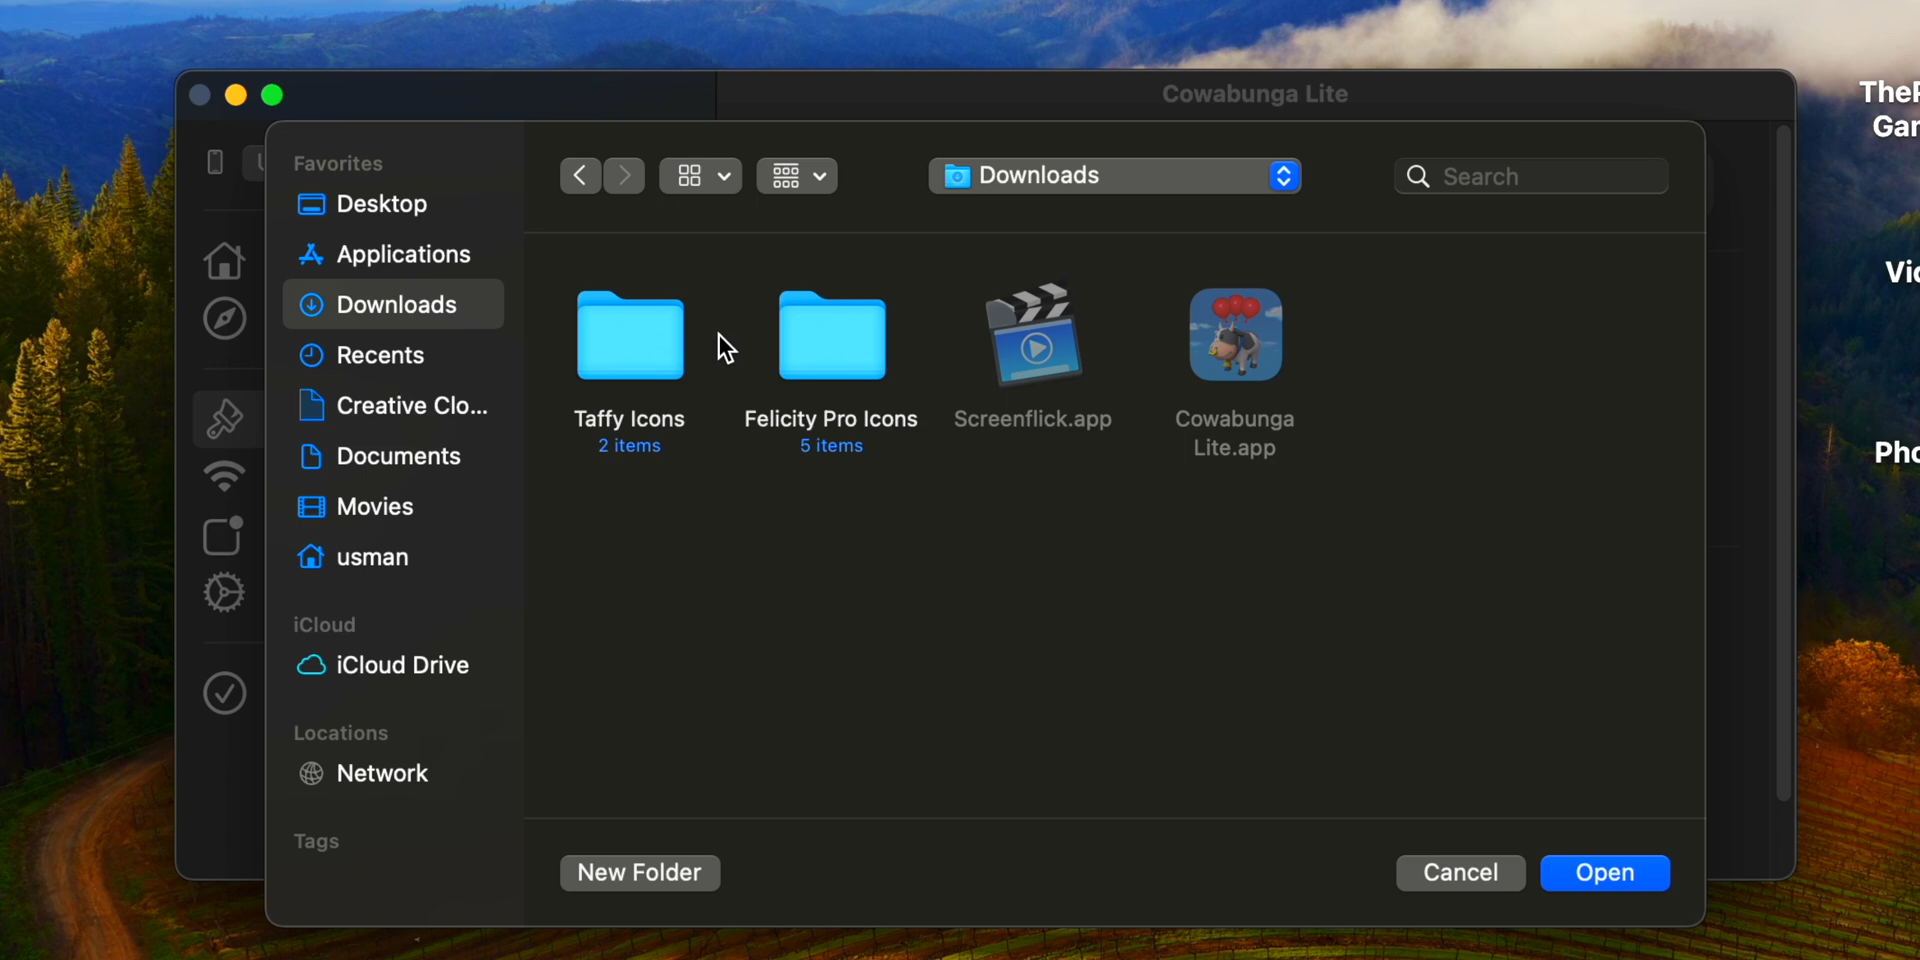 Cowabunga Lite
Favorites
Desktop
Applications
Downloads
Recents
Creative Clo...
Documents
Movies
usman
iCloud
iCloud Drive
Locations
Network
Tags
Downloads
Search
Taffy Icons
2 items
Felicity Pro Icons
5 items
Screenflick.app
Cowabunga
Lite.app
New Folder
Cancel
Open